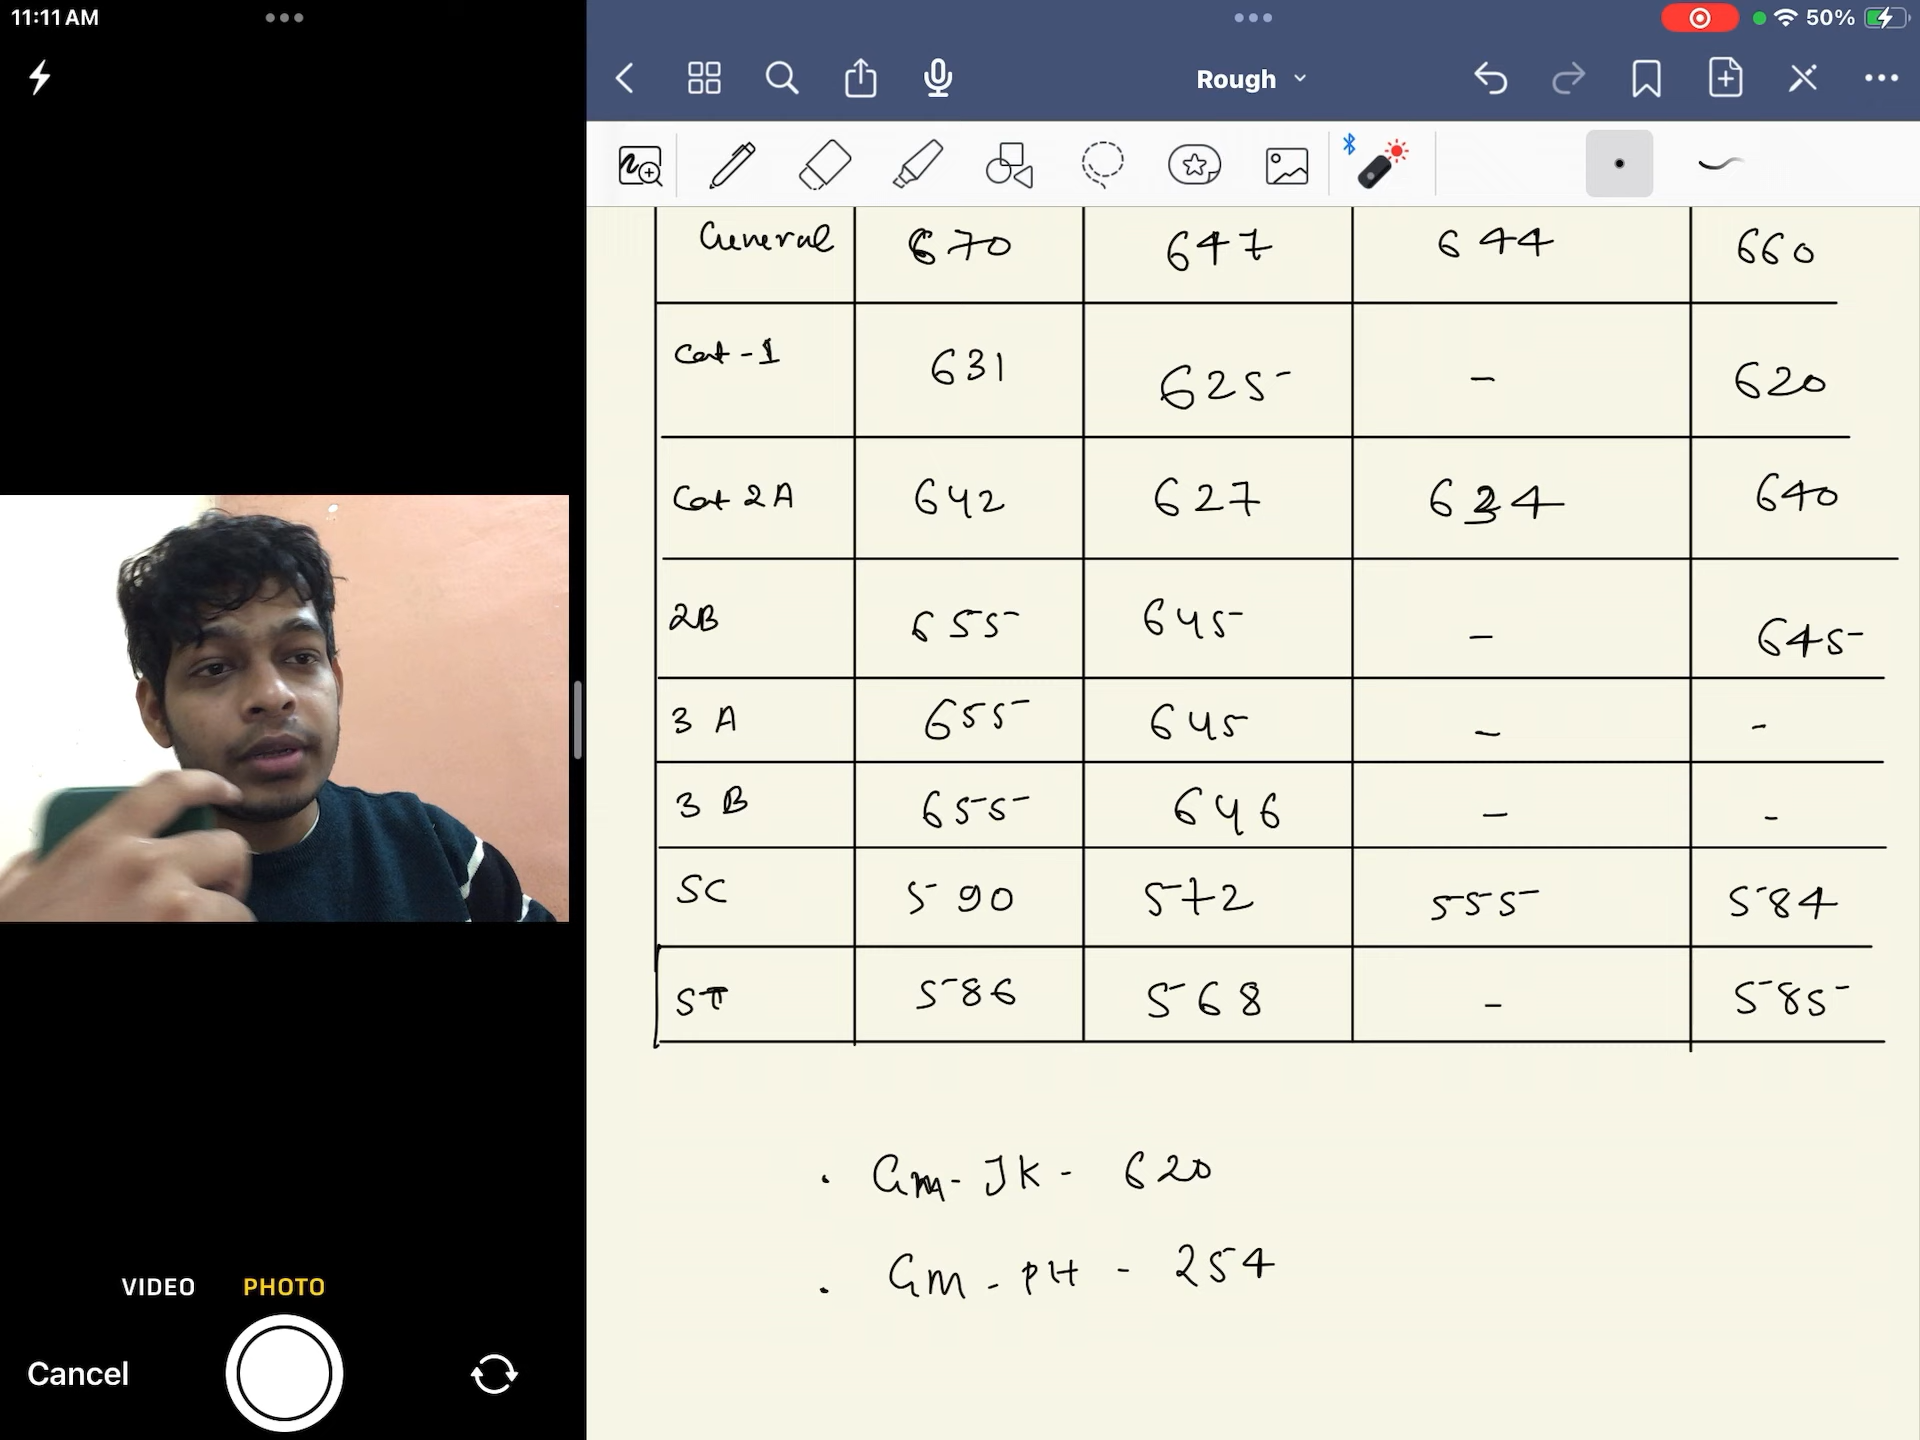 11:11 AM
50%
Rough
General 670 647 644 660
Cat-1 631 625 - 620
Cat 2A 642 627 634 640
2B 655 645 - 645
3 A 655 645 - -
3 B 655 646 - -
SC 590 572 555 584
ST 586 568 - 585
. Gm - JK - 620
. Gm - PH - 254
VIDEO PHOTO
Cancel